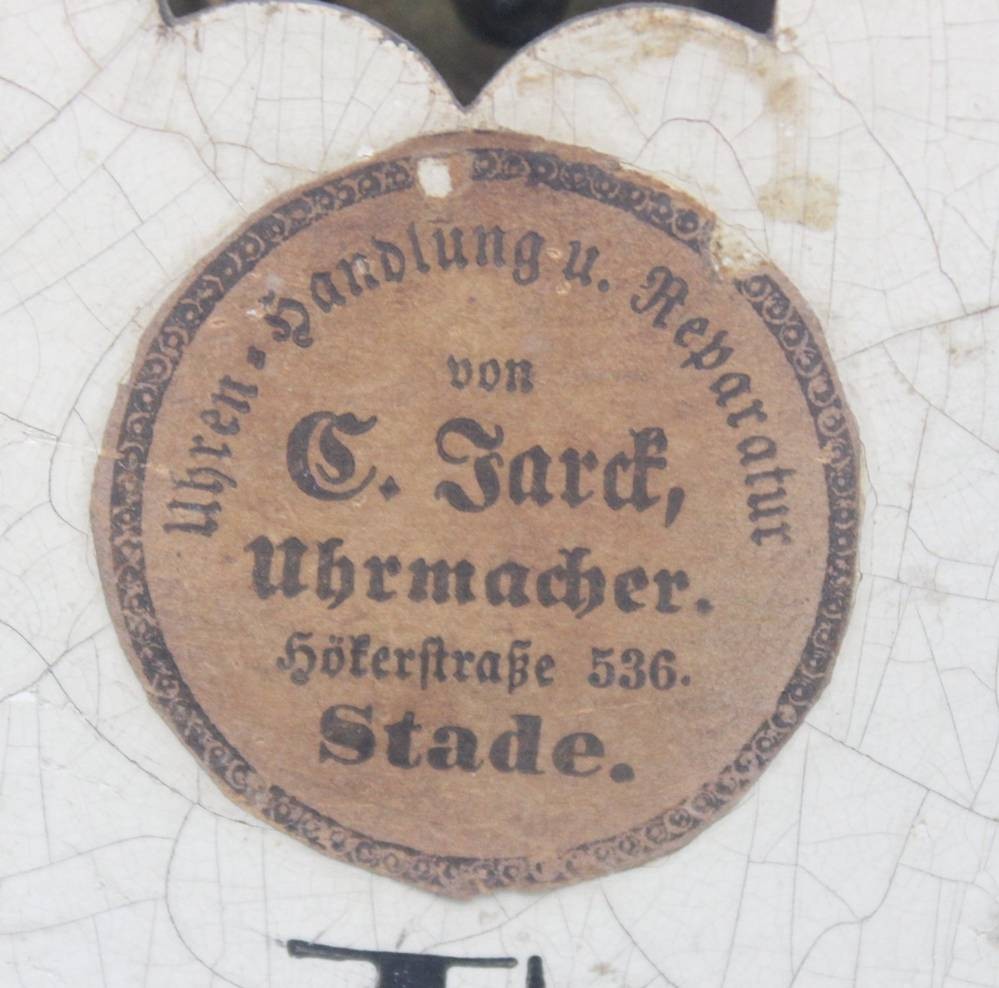 Uhren-Handlung u. Reparatur
von
C. Jarck,
Uhrmacher.
Hökerstraße 536.
Stade.